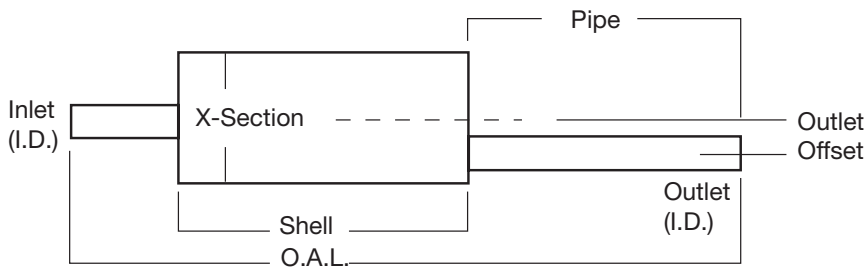 Pipe
Inlet
(I.D.)
X-Section
Outlet
Offset
Outlet
(I.D.)
Shell
O.A.L.